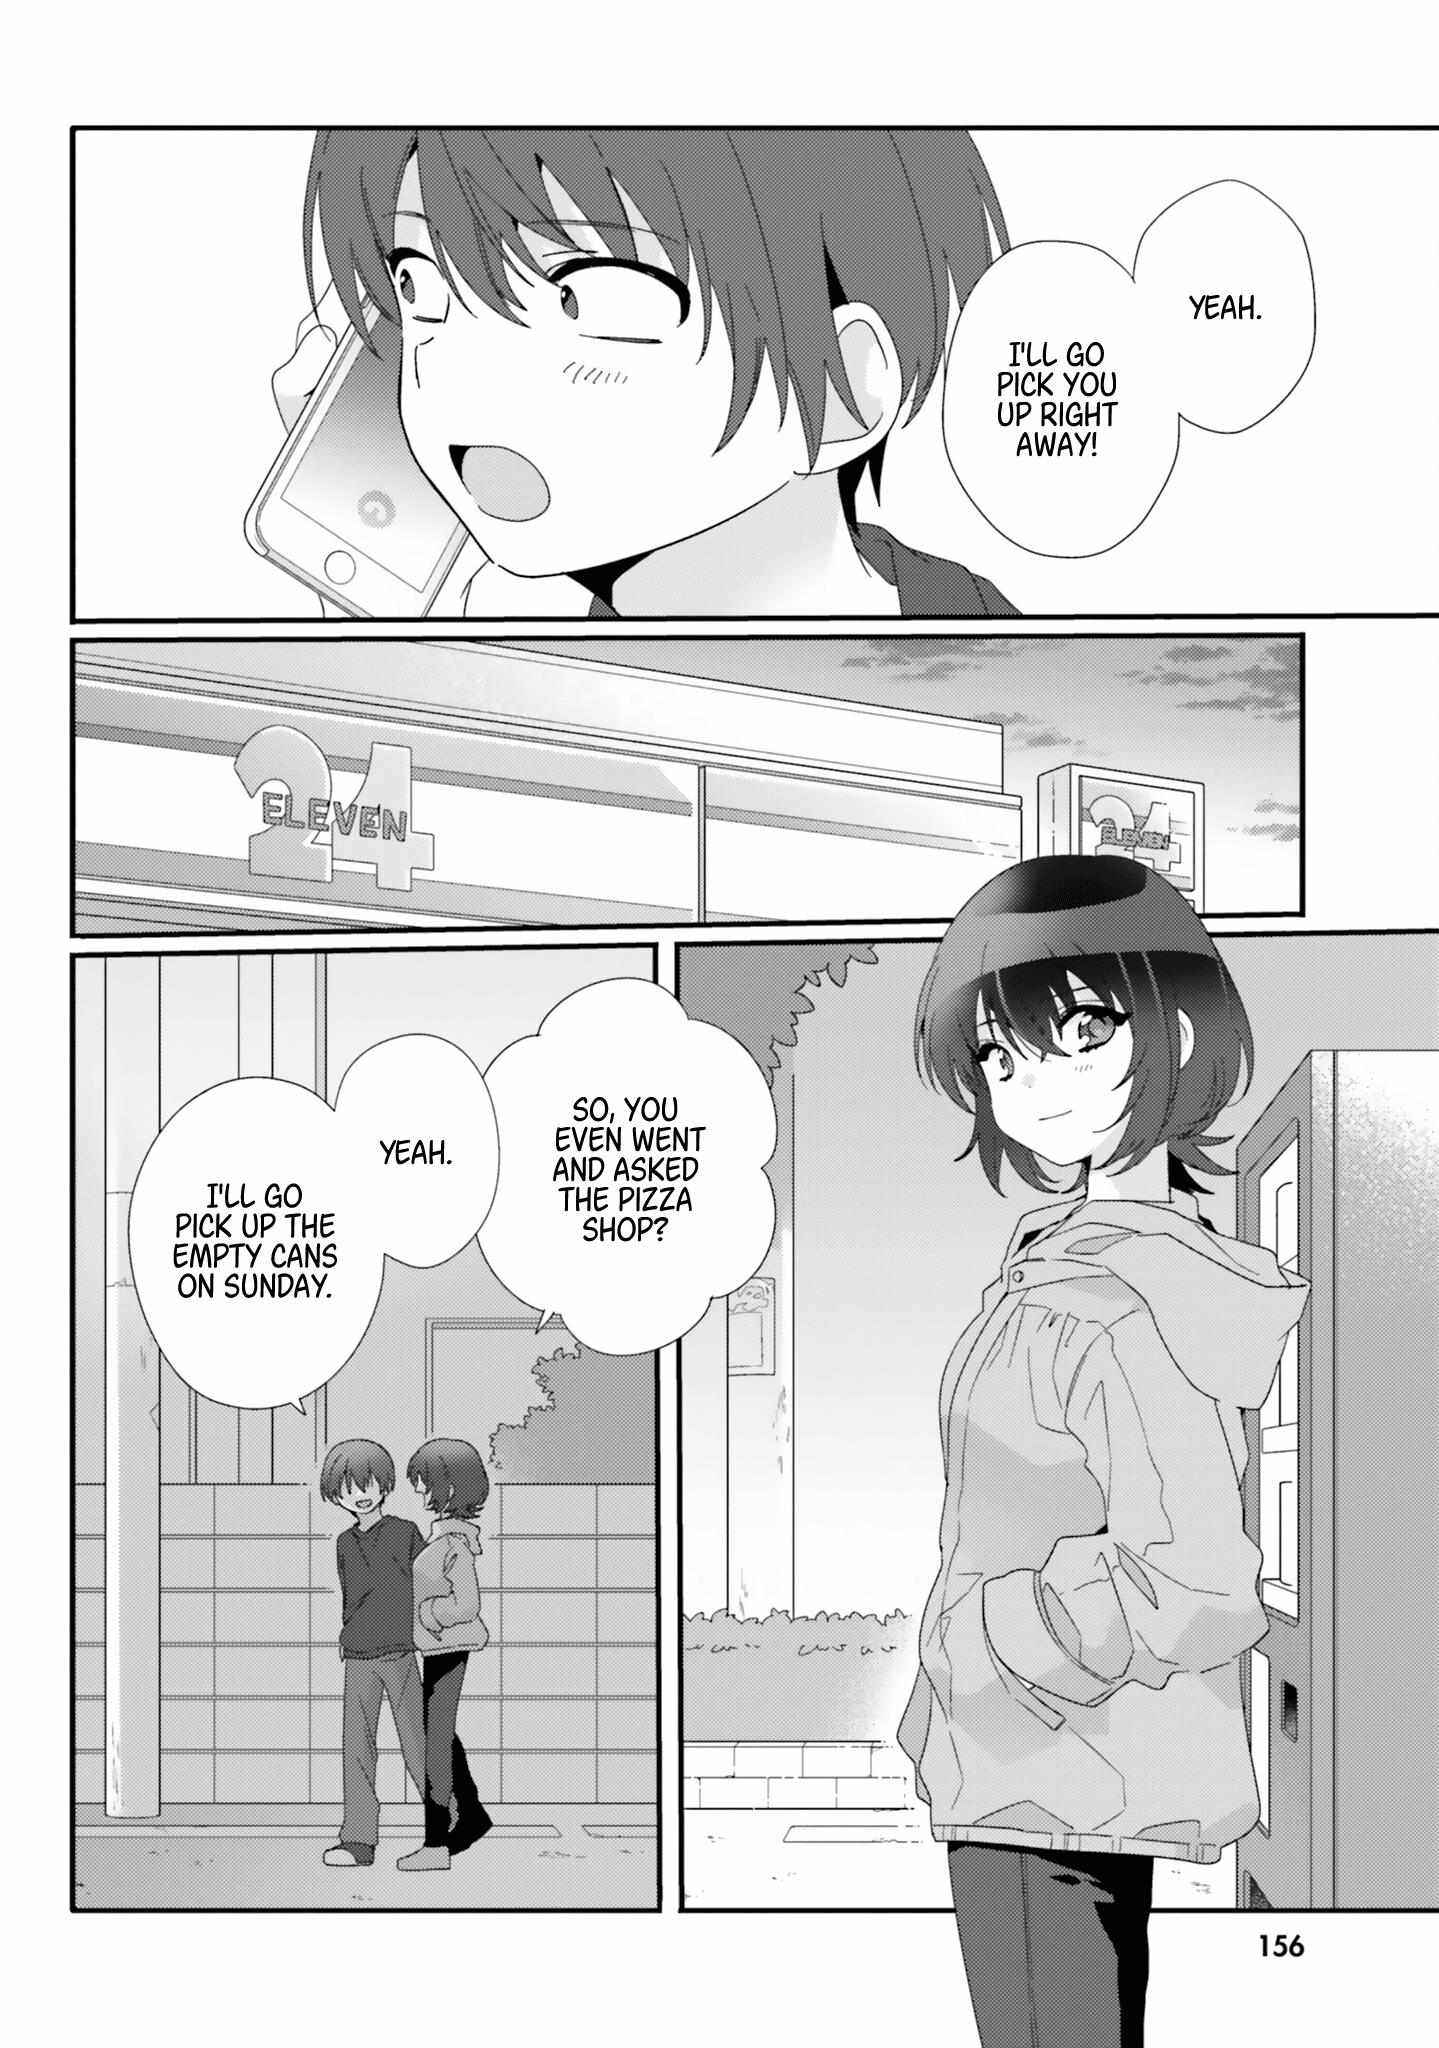 YEAH.
I'LL GO
PICK YOU
UP RIGHT
AWAY!
24
ELEVEN
24
ELEVEN
SO, YOU
EVEN WENT
AND ASKED
THE PIZZA
SHOP?
YEAH.
I'LL GO
PICK UP THE
EMPTY CANS
ON SUNDAY.
156